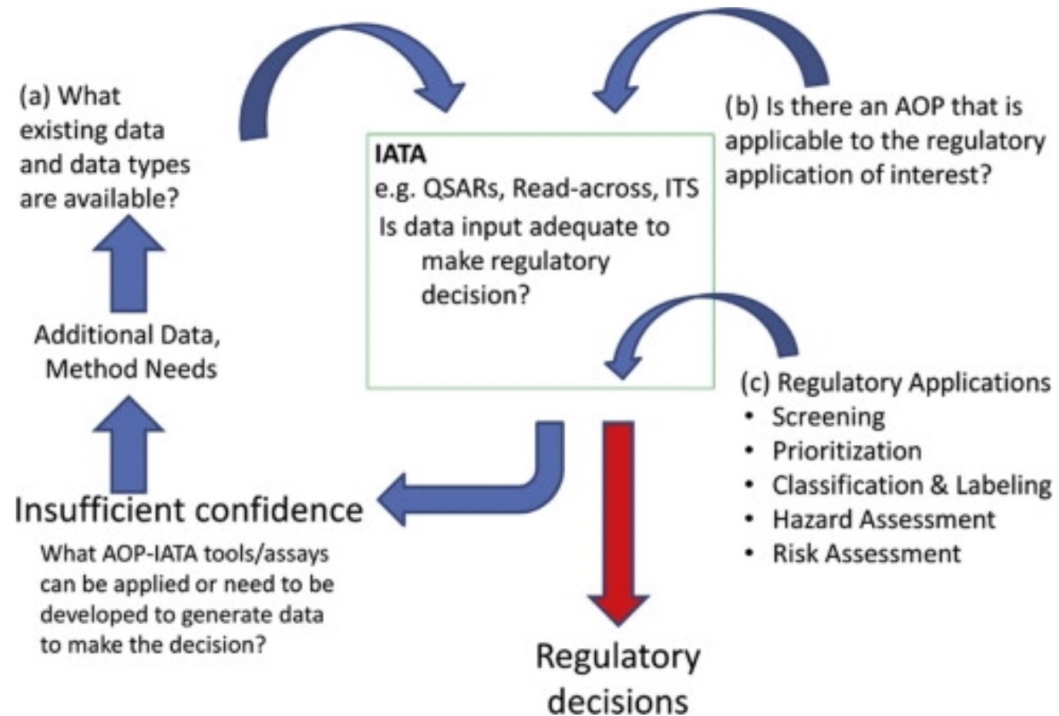 (a) What
existing data
and data types
are available?
IATA
e.g. QSARs, Read-across, ITS
Is data input adequate to
make regulatory
decision?
(b) Is there an AOP that is
applicable to the regulatory
application of interest?
(c) Regulatory Applications
• Screening
• Prioritization
• Classification & Labeling
• Hazard Assessment
• Risk Assessment
Additional Data,
Method Needs
Insufficient confidence
What AOP-IATA tools/assays
can be applied or need to be
developed to generate data
to make the decision?
Regulatory
decisions